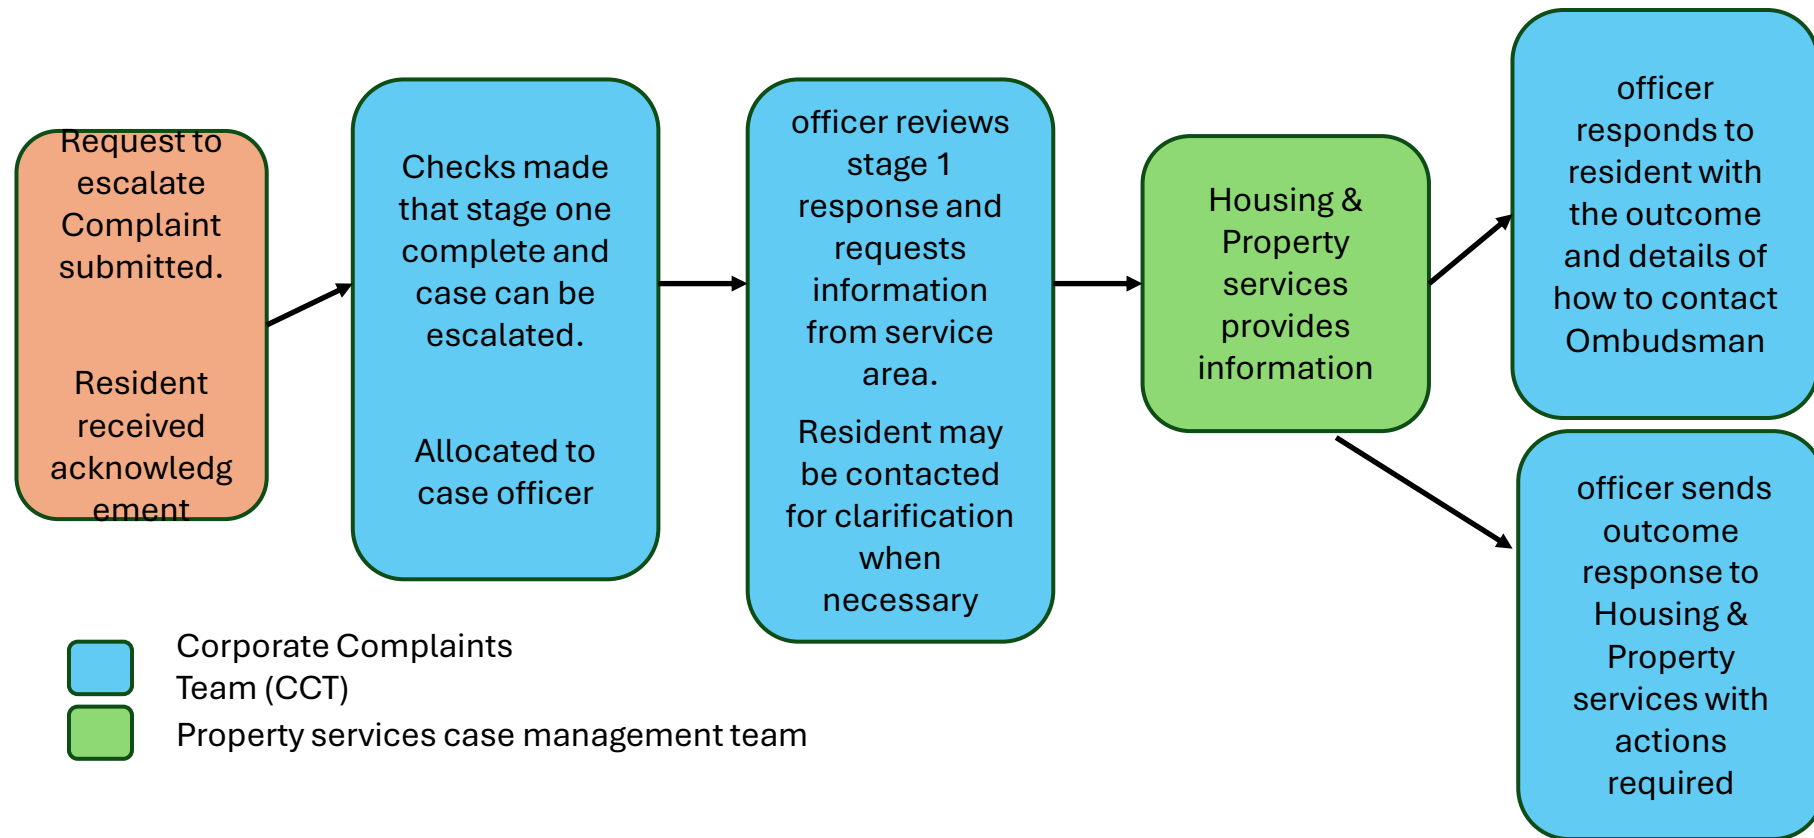 Request to
escalate
Complaint
submitted.
Resident
received
acknowledg
ement
Checks made
that stage one
complete and
case can be
escalated.
Allocated to
case officer
officer reviews
stage 1
response and
requests
information
from service
area.
Resident may
be contacted
for clarification
when
necessary
Housing &
Property
services
provides
information
officer
responds to
resident with
the outcome
and details of
how to contact
Ombudsman
officer sends
outcome
response to
Housing &
Property
services with
actions
required
Corporate Complaints
Team (CCT)
Property services case management team